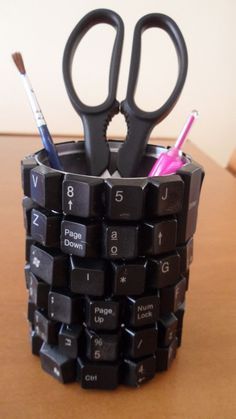 V 8 ↑ 5 J
Z Page Down a o ↑
I * G
; Page Up Num Lock
% 5 /
Ctrl